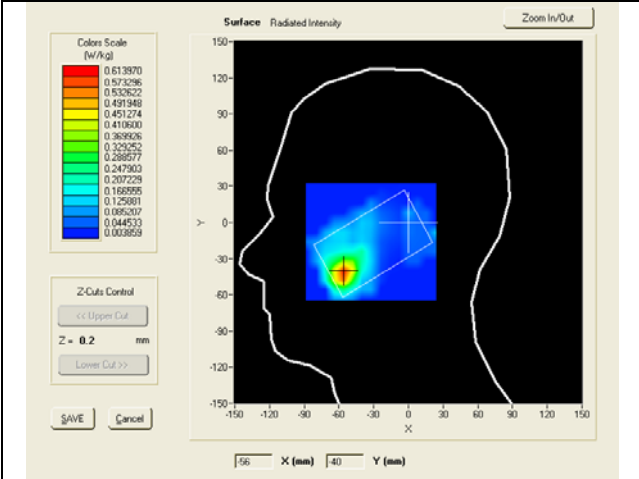 Surface Radiated Intensity
Zoom In/Out
Colors Scale
(W/kg)
0.613970
0.573296
0.532622
0.491948
0.451274
0.410600
0.369926
0.329252
0.288577
0.247903
0.207229
0.166555
0.125881
0.085207
0.044533
0.003859
Z-Cuts Control
<< Upper Cut
Z = 0.2 mm
Lower Cut >>
SAVE Cancel
150-
120-
90-
60-
30-
0-
-30-
-60-
-90-
-120-
-150-
Y
-150 -120 -90 -60 -30 0 30 60 90 120 150
X
-56 X (mm) -40 Y (mm)